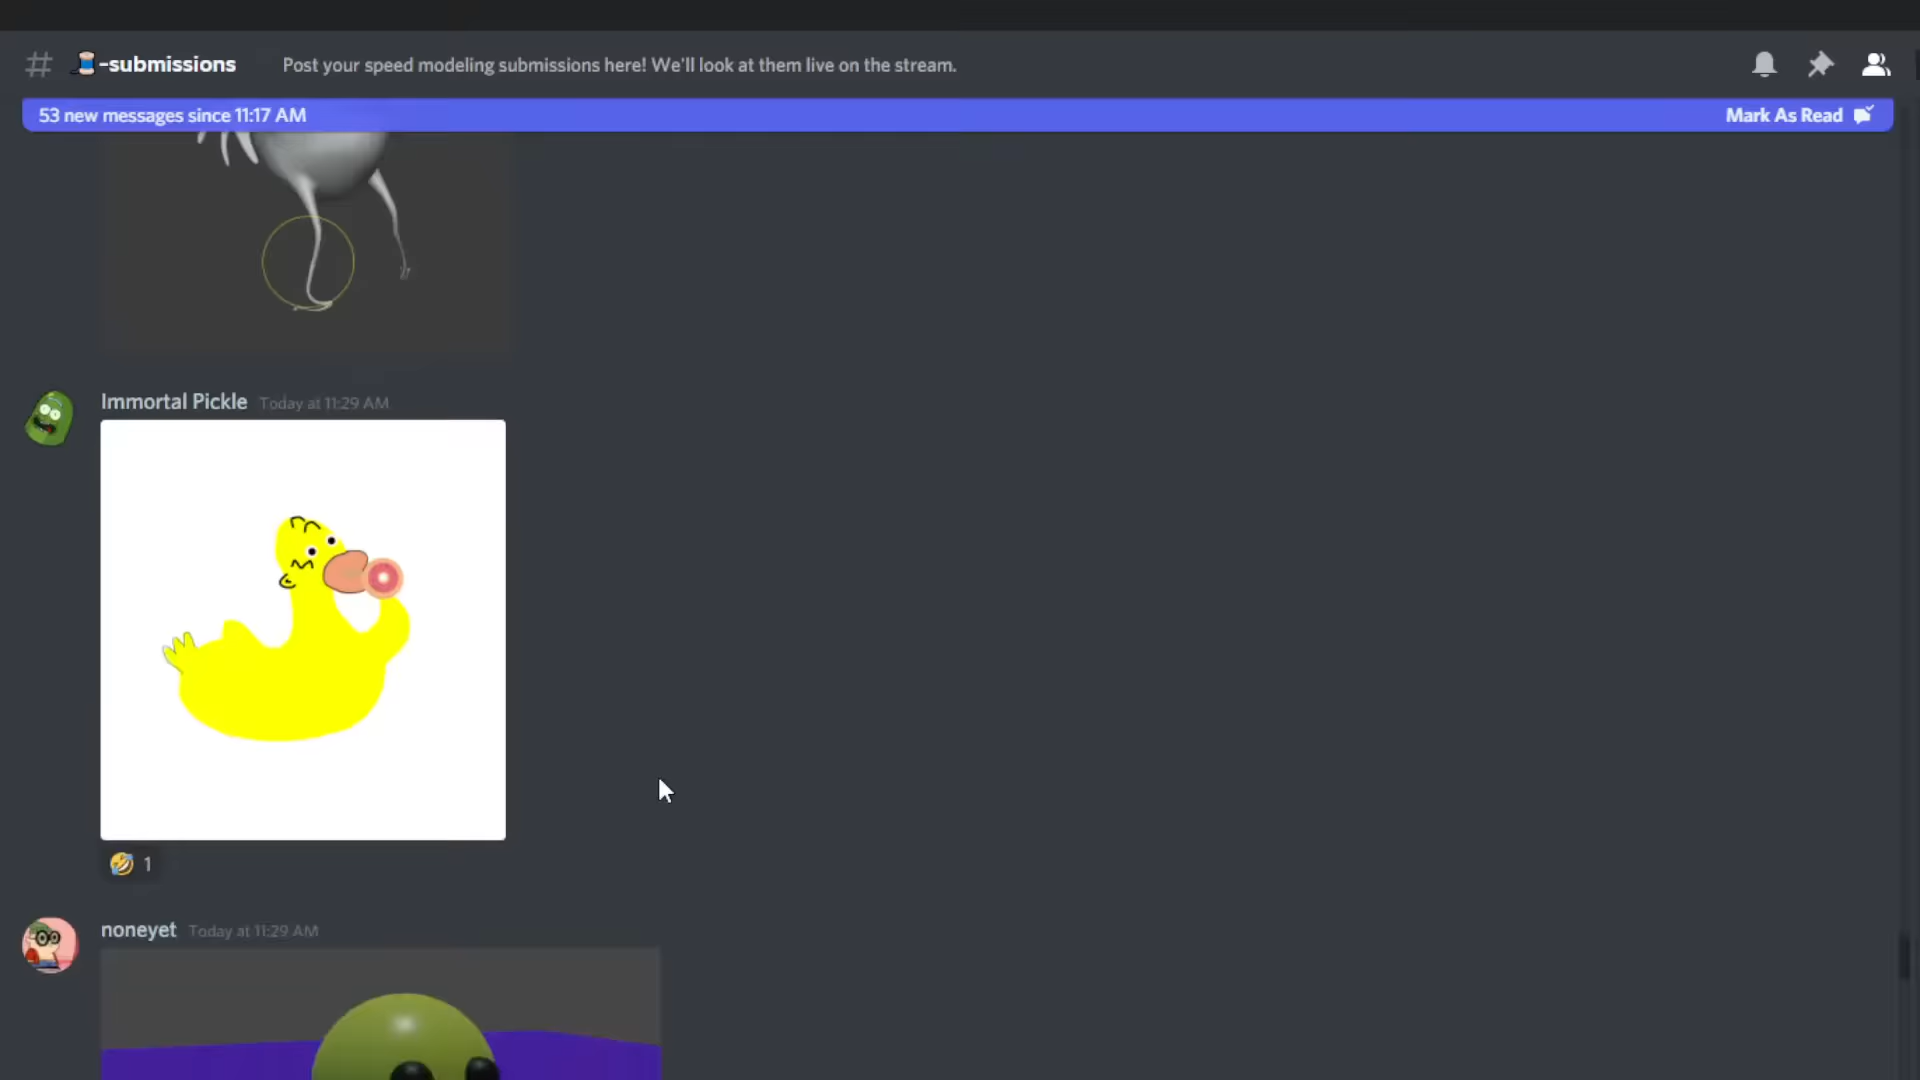 -submissions Post your speed modeling submissions here! We'll look at them live on the stream.
53 new messages since 11:17 AM Mark As Read
Immortal Pickle Today at 11:29 AM
1
noneyet Today at 11:29 AM